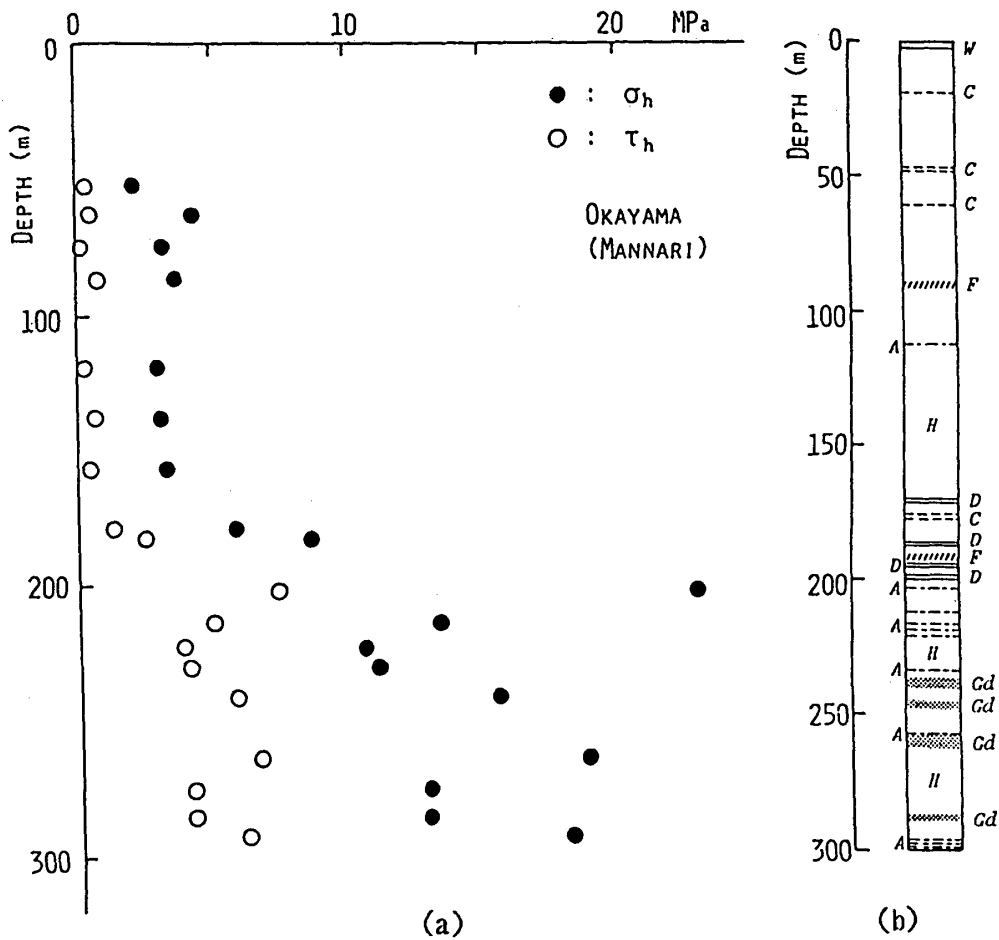 0 10 20 MPa
0
● : σh
○ : τh
OKAYAMA
(MANNARI)
DEPTH (m)
100
200
300
(a)
DEPTH (m)
0
50
100
150
200
250
300
W
C
C
C
F
A
H
D
C
D
F
D
D
A
A
H
A
Gd
Gd
A
Gd
H
Gd
A
(b)